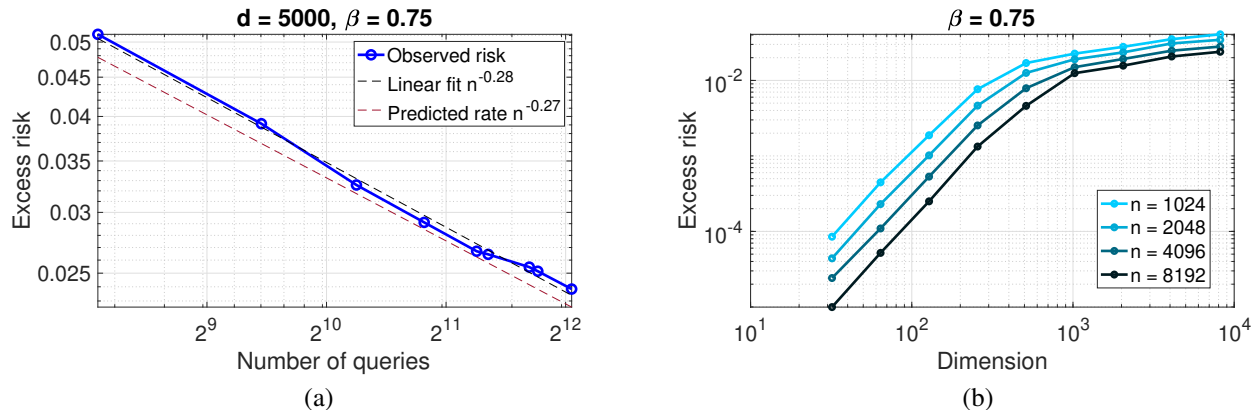 d = 5000, β = 0.75
0.05
0.045
0.04
0.035
0.03
0.025
Excess risk
Observed risk
Linear fit n^-0.28
Predicted rate n^-0.27
2^9
2^10
2^11
2^12
Number of queries
(a)
β = 0.75
10^-2
10^-4
Excess risk
n = 1024
n = 2048
n = 4096
n = 8192
10^1
10^2
10^3
10^4
Dimension
(b)